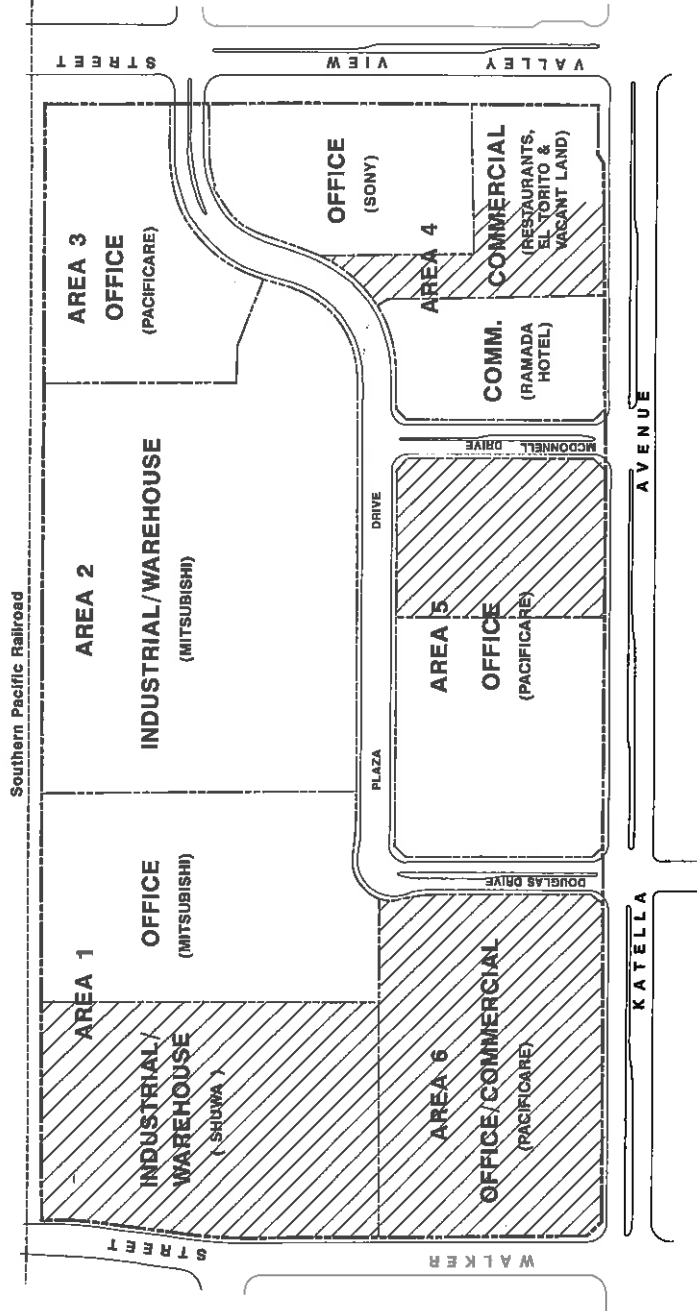 Southern Pacific Railroad
STREET
WALKER
AREA 1
INDUSTRIAL/
WAREHOUSE
( SHUWA )
OFFICE
(MITSUBISHI)
AREA 2
INDUSTRIAL/WAREHOUSE
(MITSUBISHI)
AREA 3
OFFICE
(PACIFICARE)
STREET
VIEW
VALLEY
OFFICE
(SONY)
AREA 4
COMMERCIAL
(RESTAURANTS,
EL TORITO &
VACANT LAND)
COMM.
(RAMADA
HOTEL)
MCDONNELL DRIVE
PLAZA DRIVE
AREA 5
OFFICE
(PACIFICARE)
DOUGLAS DRIVE
AREA 6
OFFICE/COMMERCIAL
(PACIFICARE)
KATELLA AVENUE